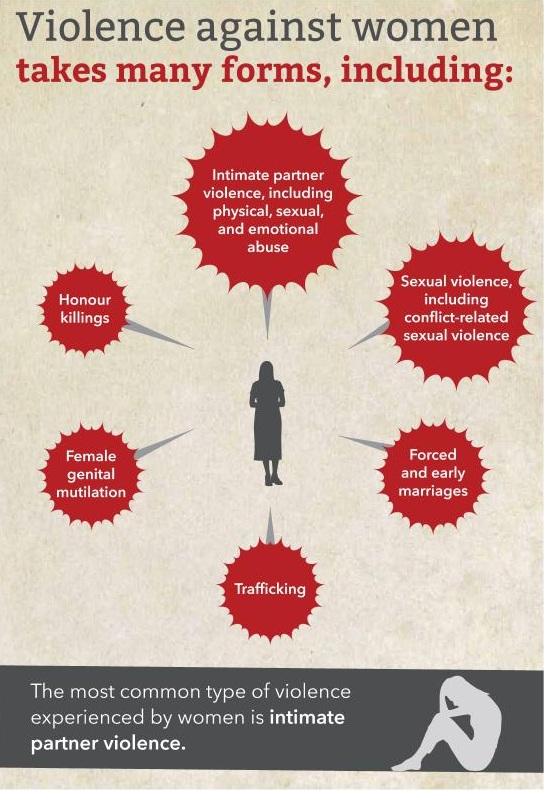 Violence against women
takes many forms, including:
Intimate partner
violence, including
physical, sexual,
and emotional
abuse
Sexual violence,
including
conflict-related
sexual violence
Honour
killings
Female
genital
mutilation
Forced
and early
marriages
Trafficking
The most common type of violence
experienced by women is intimate
partner violence.